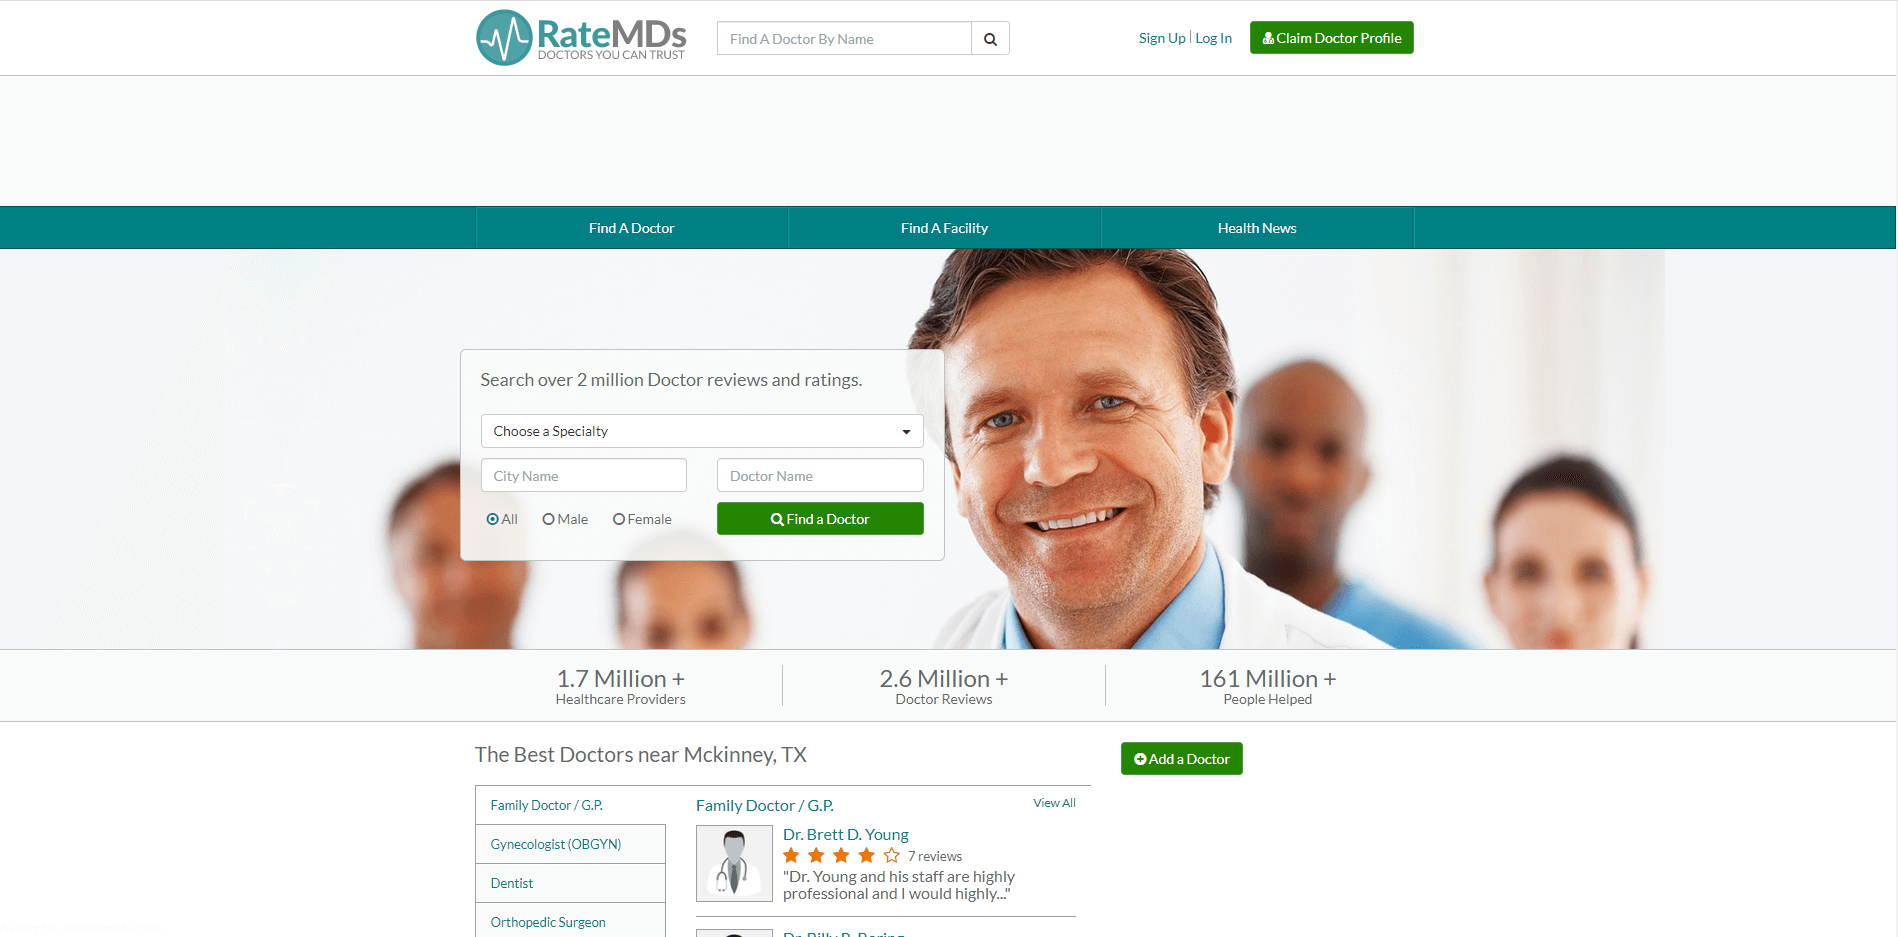 RateMDs
DOCTORS YOU CAN TRUST
Find A Doctor By Name
Sign Up | Log In
Claim Doctor Profile
Find A Doctor
Find A Facility
Health News
Search over 2 million Doctor reviews and ratings.
Choose a Specialty
City Name
Doctor Name
All
Male
Female
Find a Doctor
1.7 Million +
Healthcare Providers
2.6 Million +
Doctor Reviews
161 Million +
People Helped
The Best Doctors near Mckinney, TX
Add a Doctor
Family Doctor / G.P.
Gynecologist (OBGYN)
Dentist
Orthopedic Surgeon
Family Doctor / G.P.
View All
Dr. Brett D. Young
7 reviews
"Dr. Young and his staff are highly
professional and I would highly..."